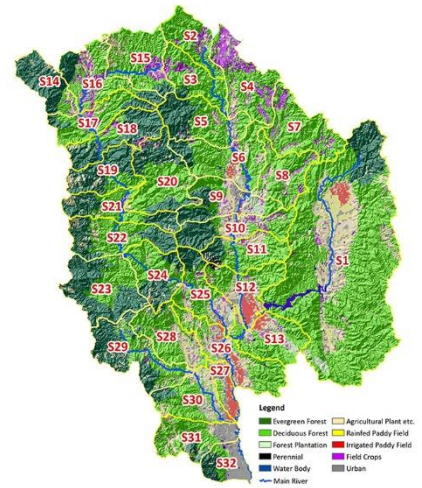 S2
S15
S14
S16
S3
S4
S17
S18
S5
S7
S6
S19
S8
S20
S9
S21
S10
S22
S11
S1
S24
S23
S25
S12
S29
S28
S13
S26
S27
S30
S31
S32
Legend
Evergreen Forest
Deciduous Forest
Forest Plantation
Perennial
Water Body
Main River
Agricultural Plant etc.
Rainfed Paddy Field
Irrigated Paddy Field
Field Crops
Urban